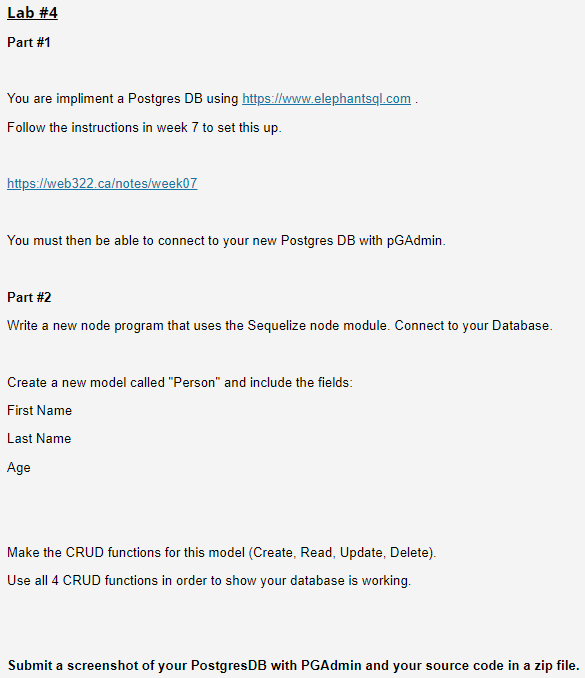 Lab #4
Part #1
You are impliment a Postgres DB using https://www.elephantsql.com .
Follow the instructions in week 7 to set this up.
https://web322.ca/notes/week07
You must then be able to connect to your new Postgres DB with pGAdmin.
Part #2
Write a new node program that uses the Sequelize node module. Connect to your Database.
Create a new model called "Person" and include the fields:
First Name
Last Name
Age
Make the CRUD functions for this model (Create, Read, Update, Delete).
Use all 4 CRUD functions in order to show your database is working.
Submit a screenshot of your PostgresDB with PGAdmin and your source code in a zip file.